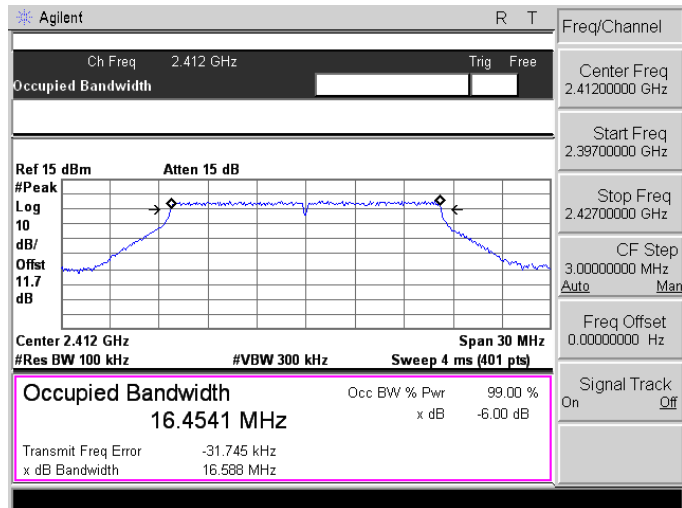 Agilent R T
Freq/Channel
Ch Freq 2.412 GHz Trig Free
Occupied Bandwidth
Center Freq
2.41200000 GHz
Start Freq
2.39700000 GHz
Stop Freq
2.42700000 GHz
CF Step
3.00000000 MHz
Auto Man
Freq Offset
0.00000000 Hz
Signal Track
On Off
Ref 15 dBm Atten 15 dB
#Peak
Log
10
dB/
Offst
11.7
dB
Center 2.412 GHz Span 30 MHz
#Res BW 100 kHz #VBW 300 kHz Sweep 4 ms (401 pts)
Occupied Bandwidth Occ BW % Pwr 99.00 %
16.4541 MHz x dB -6.00 dB
Transmit Freq Error -31.745 kHz
x dB Bandwidth 16.588 MHz